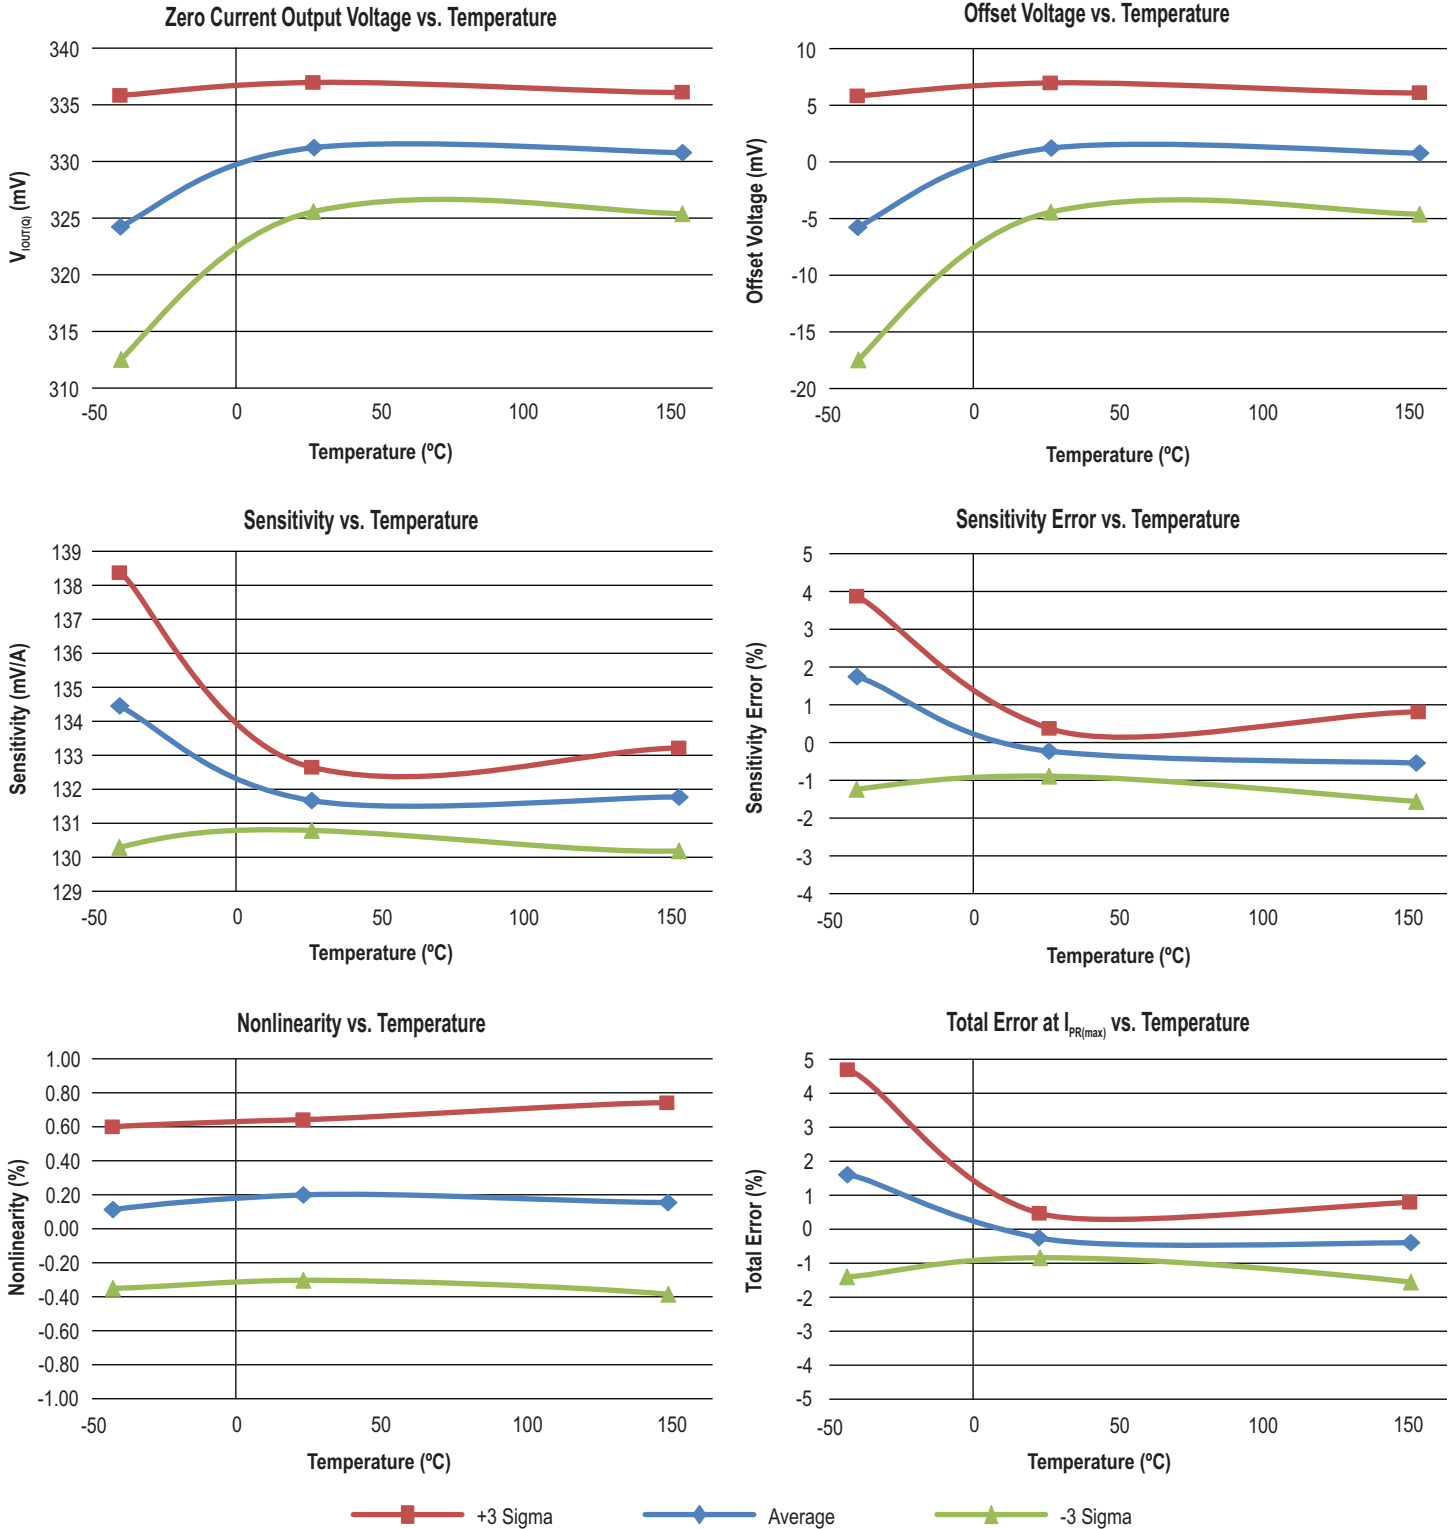 Zero Current Output Voltage vs. Temperature
340
335
330
325
320
315
310
V_IOUT(Q) (mV)
-50 0 50 100 150
Temperature (ºC)
Offset Voltage vs. Temperature
10
5
0
-5
-10
-15
-20
Offset Voltage (mV)
-50 0 50 100 150
Temperature (ºC)
Sensitivity vs. Temperature
139
138
137
136
135
134
133
132
131
130
129
Sensitivity (mV/A)
-50 0 50 100 150
Temperature (ºC)
Sensitivity Error vs. Temperature
5
4
3
2
1
0
-1
-2
-3
-4
Sensitivity Error (%)
-50 0 50 100 150
Temperature (ºC)
Nonlinearity vs. Temperature
1.00
0.80
0.60
0.40
0.20
0.00
-0.20
-0.40
-0.60
-0.80
-1.00
Nonlinearity (%)
-50 0 50 100 150
Temperature (ºC)
Total Error at I_PR(max) vs. Temperature
5
4
3
2
1
0
-1
-2
-3
-4
-5
Total Error (%)
-50 0 50 100 150
Temperature (ºC)
+3 Sigma Average -3 Sigma